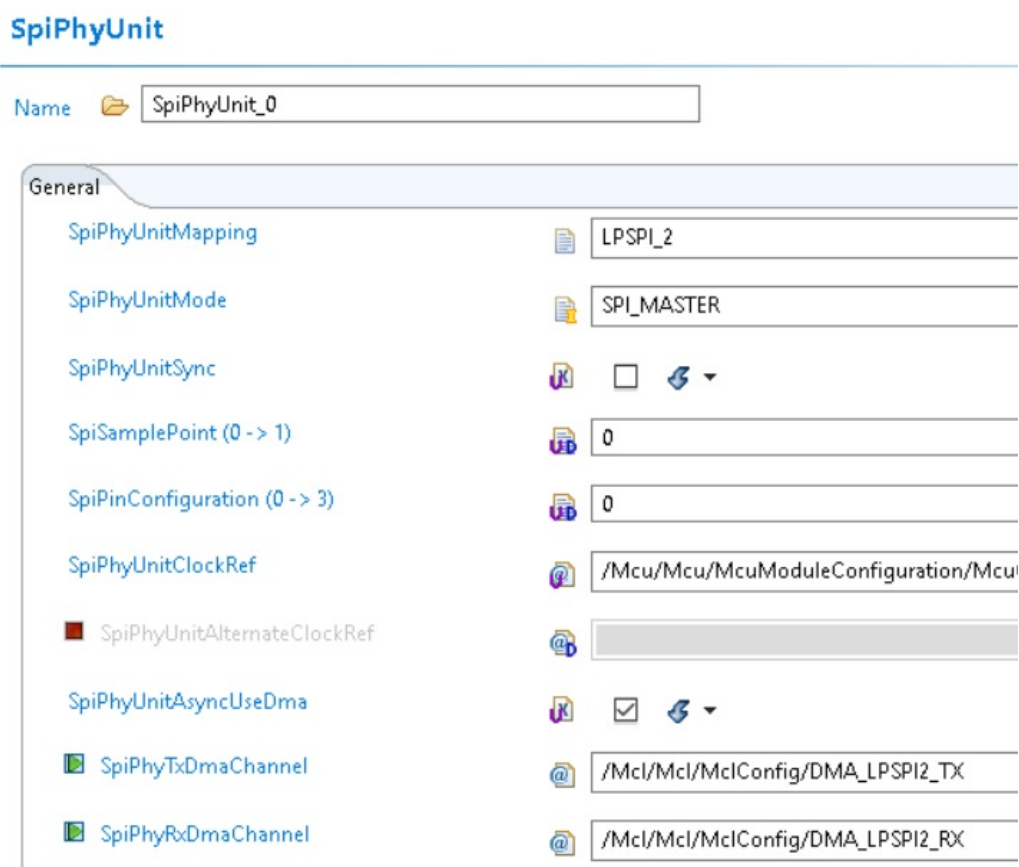 SpiPhyUnit
Name SpiPhyUnit_0
General
SpiPhyUnitMapping LPSPI_2
SpiPhyUnitMode SPI_MASTER
SpiPhyUnitSync
SpiSamplePoint (0 -> 1) 0
SpiPinConfiguration (0 -> 3) 0
SpiPhyUnitClockRef /Mcu/Mcu/McuModuleConfiguration/Mcu
SpiPhyUnitAlternateClockRef
SpiPhyUnitAsyncUseDma
SpiPhyTxDmaChannel /Mcl/Mcl/MclConfig/DMA_LPSPI2_TX
SpiPhyRxDmaChannel /Mcl/Mcl/MclConfig/DMA_LPSPI2_RX